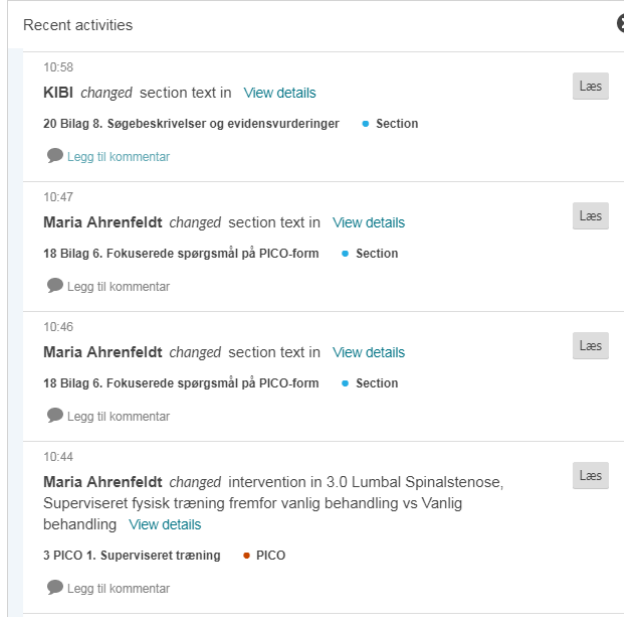 Recent activities
10:58
KIBI changed section text in View details
Læs
20 Bilag 8. Søgebeskrivelser og evidensvurderinger • Section
Legg til kommentar
10:47
Maria Ahrenfeldt changed section text in View details
Læs
18 Bilag 6. Fokuserede spørgsmål på PICO-form • Section
Legg til kommentar
10:46
Maria Ahrenfeldt changed section text in View details
Læs
18 Bilag 6. Fokuserede spørgsmål på PICO-form • Section
Legg til kommentar
10:44
Maria Ahrenfeldt changed intervention in 3.0 Lumbal Spinalstenose,
Læs
Superviseret fysisk træning fremfor vanlig behandling vs Vanlig
behandling View details
3 PICO 1. Superviseret træning • PICO
Legg til kommentar